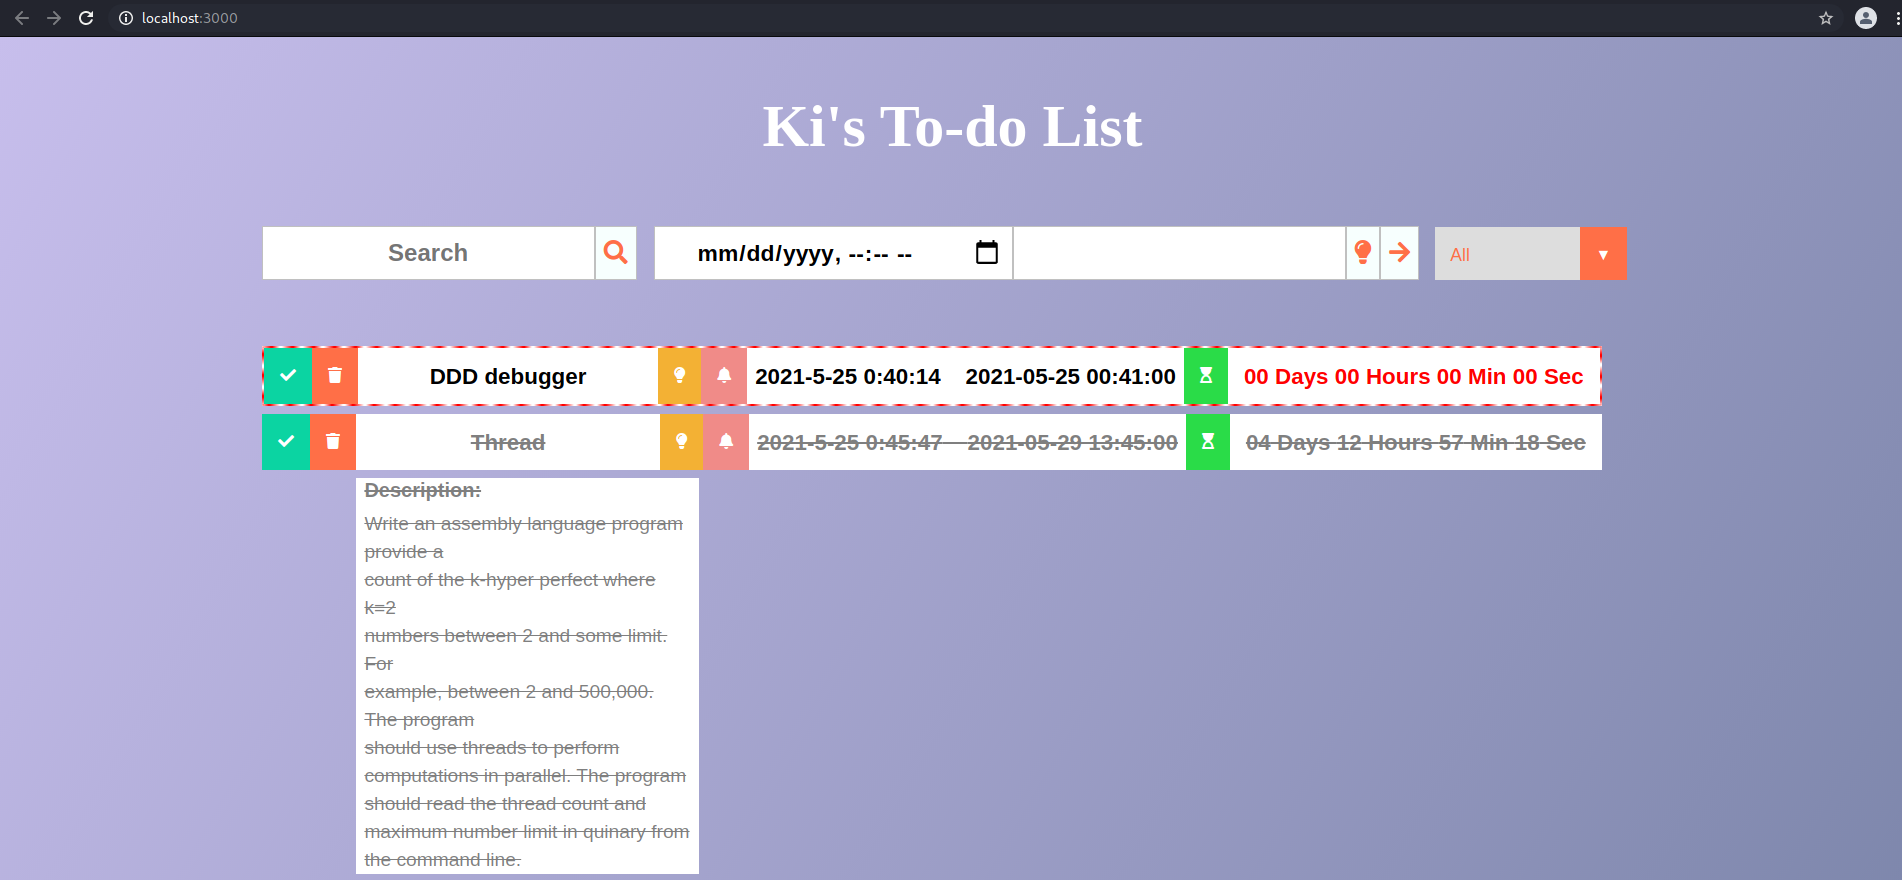 localhost:3000
Ki's To-do List
Search
mm/dd/yyyy, --:-- --
All
DDD debugger 2021-5-25 0:40:14 2021-05-25 00:41:00 00 Days 00 Hours 00 Min 00 Sec
Thread 2021-5-25 0:45:47 2021-05-29 13:45:00 04 Days 12 Hours 57 Min 18 Sec
Description:
Write an assembly language program
provide a
count of the k-hyper perfect where
k=2
numbers between 2 and some limit.
For
example, between 2 and 500,000.
The program
should use threads to perform
computations in parallel. The program
should read the thread count and
maximum number limit in quinary from
the command line.